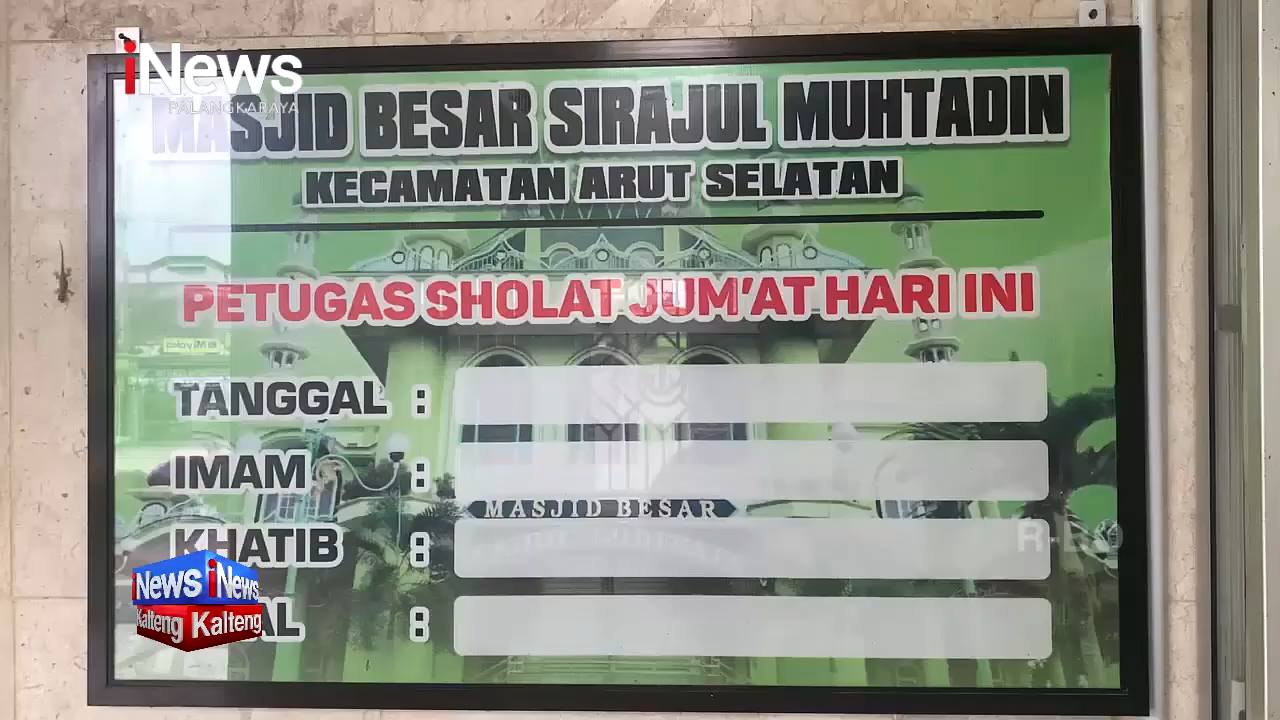 iNews
PALANGKARAYA
MASJID BESAR SIRAJUL MUHTADIN
KECAMATAN ARUT SELATAN
PETUGAS SHOLAT JUM'AT HARI INI
TANGGAL :
IMAM :
MASJID BESAR
KHATIB :
:
iNews iNews
Kalteng Kalteng